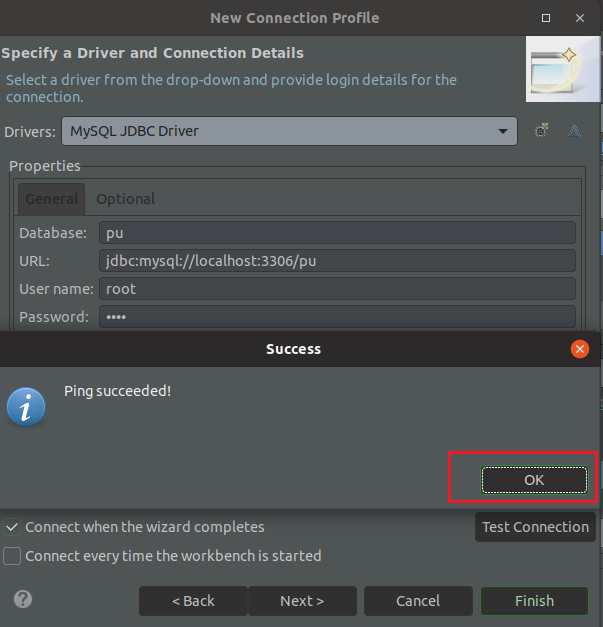 New Connection Profile
Specify a Driver and Connection Details
Select a driver from the drop-down and provide login details for the
connection.
Drivers: MySQL JDBC Driver
Properties
General Optional
Database: pu
URL: jdbc:mysql://localhost:3306/pu
User name: root
Password: ••••
Success
Ping succeeded!
OK
Connect when the wizard completes Test Connection
Connect every time the workbench is started
< Back Next > Cancel Finish